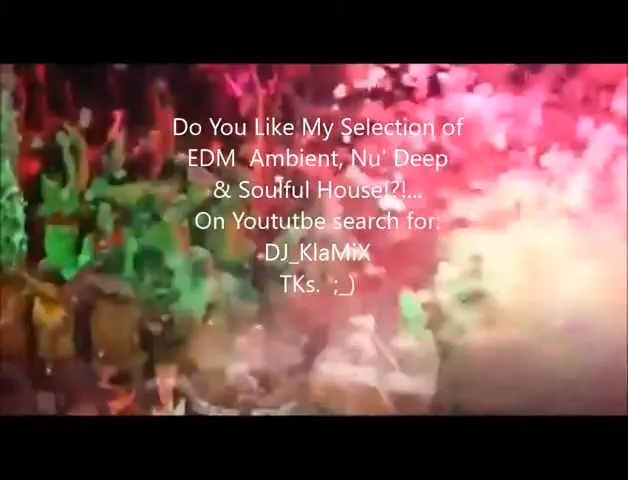 Do You Like My Selection of
EDM  Ambient, Nu' Deep
& Soulful House!?!...
On Yoututbe search for:
DJ_KlaMiX
TKs.  ;_)